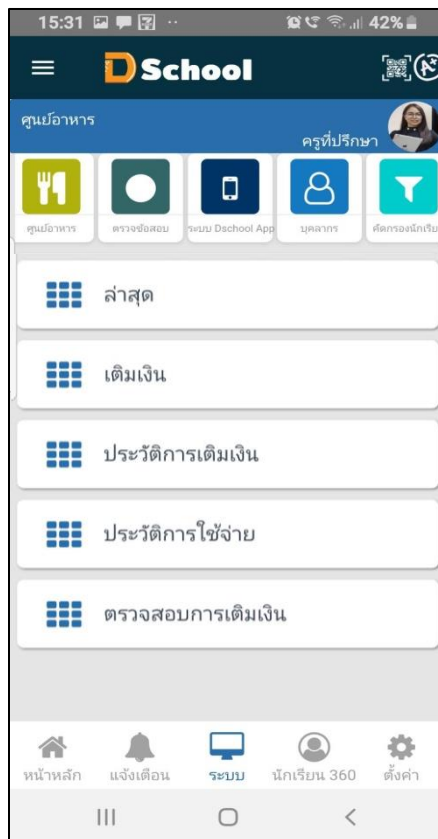 15:31
42%
DSchool
A+
ศูนย์อาหาร
ครูที่ปรึกษา
ศูนย์อาหาร ตรวจข้อสอบ ระบบ Dschool App บุคลากร คัดกรองนักเรีย
ล่าสุด
เติมเงิน
ประวัติการเติมเงิน
ประวัติการใช้จ่าย
ตรวจสอบการเติมเงิน
หน้าหลัก แจ้งเตือน ระบบ นักเรียน 360 ตั้งค่า